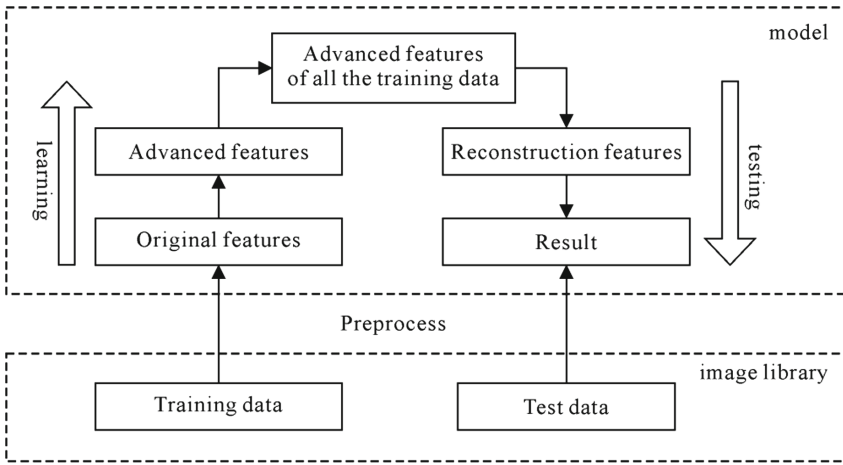 model
Advanced features
of all the training data
learning
Advanced features
Reconstruction features
testing
Original features
Result
Preprocess
image library
Training data
Test data